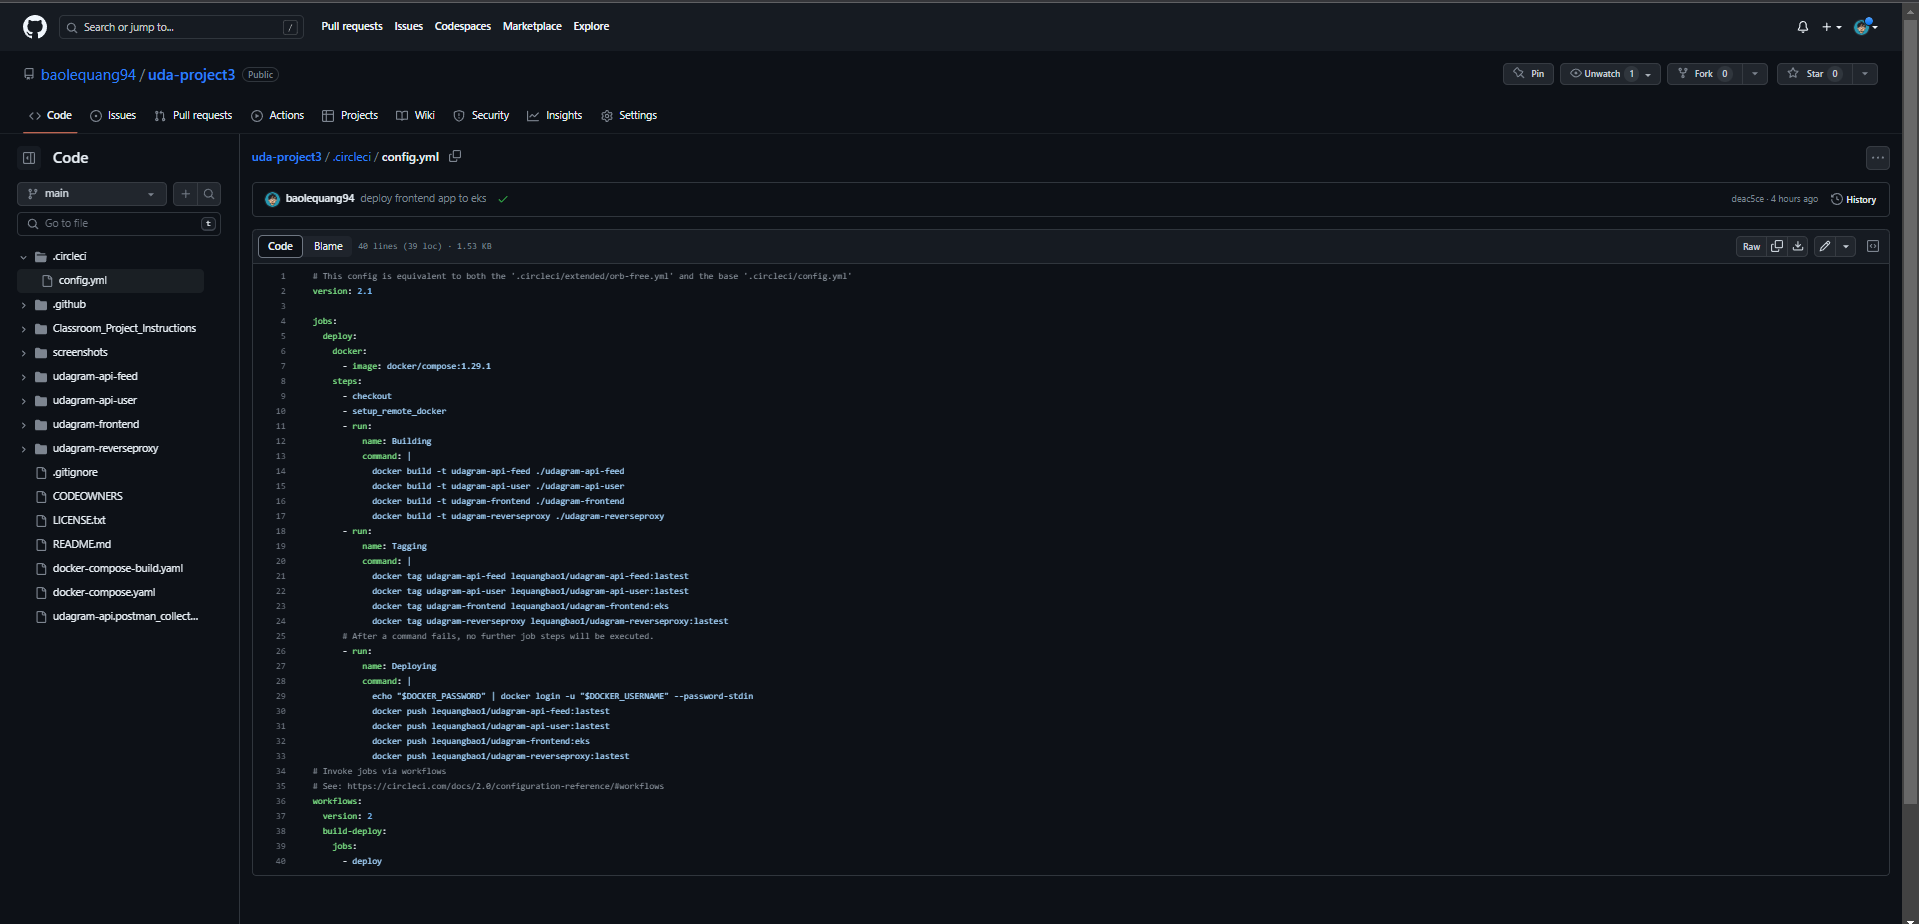 Search or jump to... /
Pull requests Issues Codespaces Marketplace Explore
baolequang94 / uda-project3 Public
Pin Unwatch 1 Fork 0 Star 0
Code Issues Pull requests Actions Projects Wiki Security Insights Settings
Code
main
Go to file t
.circleci
config.yml
.github
Classroom_Project_Instructions
screenshots
udagram-api-feed
udagram-api-user
udagram-frontend
udagram-reverseproxy
.gitignore
CODEOWNERS
LICENSE.txt
README.md
docker-compose-build.yaml
docker-compose.yaml
udagram-api.postman_collect...
uda-project3 / .circleci / config.yml
baolequang94 deploy frontend app to eks
deac5ce · 4 hours ago History
Code Blame 40 lines (39 loc) · 1.53 KB
Raw
1 # This config is equivalent to both the '.circleci/extended/orb-free.yml' and the base '.circleci/config.yml'
2 version: 2.1
3
4 jobs:
5 deploy:
6 docker:
7 - image: docker/compose:1.29.1
8 steps:
9 - checkout
10 - setup_remote_docker
11 - run:
12 name: Building
13 command: |
14 docker build -t udagram-api-feed ./udagram-api-feed
15 docker build -t udagram-api-user ./udagram-api-user
16 docker build -t udagram-frontend ./udagram-frontend
17 docker build -t udagram-reverseproxy ./udagram-reverseproxy
18 - run:
19 name: Tagging
20 command: |
21 docker tag udagram-api-feed lequangbao1/udagram-api-feed:lastest
22 docker tag udagram-api-user lequangbao1/udagram-api-user:lastest
23 docker tag udagram-frontend lequangbao1/udagram-frontend:eks
24 docker tag udagram-reverseproxy lequangbao1/udagram-reverseproxy:lastest
25 # After a command fails, no further job steps will be executed.
26 - run:
27 name: Deploying
28 command: |
29 echo "$DOCKER_PASSWORD" | docker login -u "$DOCKER_USERNAME" --password-stdin
30 docker push lequangbao1/udagram-api-feed:lastest
31 docker push lequangbao1/udagram-api-user:lastest
32 docker push lequangbao1/udagram-frontend:eks
33 docker push lequangbao1/udagram-reverseproxy:lastest
34 # Invoke jobs via workflows
35 # See: https://circleci.com/docs/2.0/configuration-reference/#workflows
36 workflows:
37 version: 2
38 build-deploy:
39 jobs:
40 - deploy